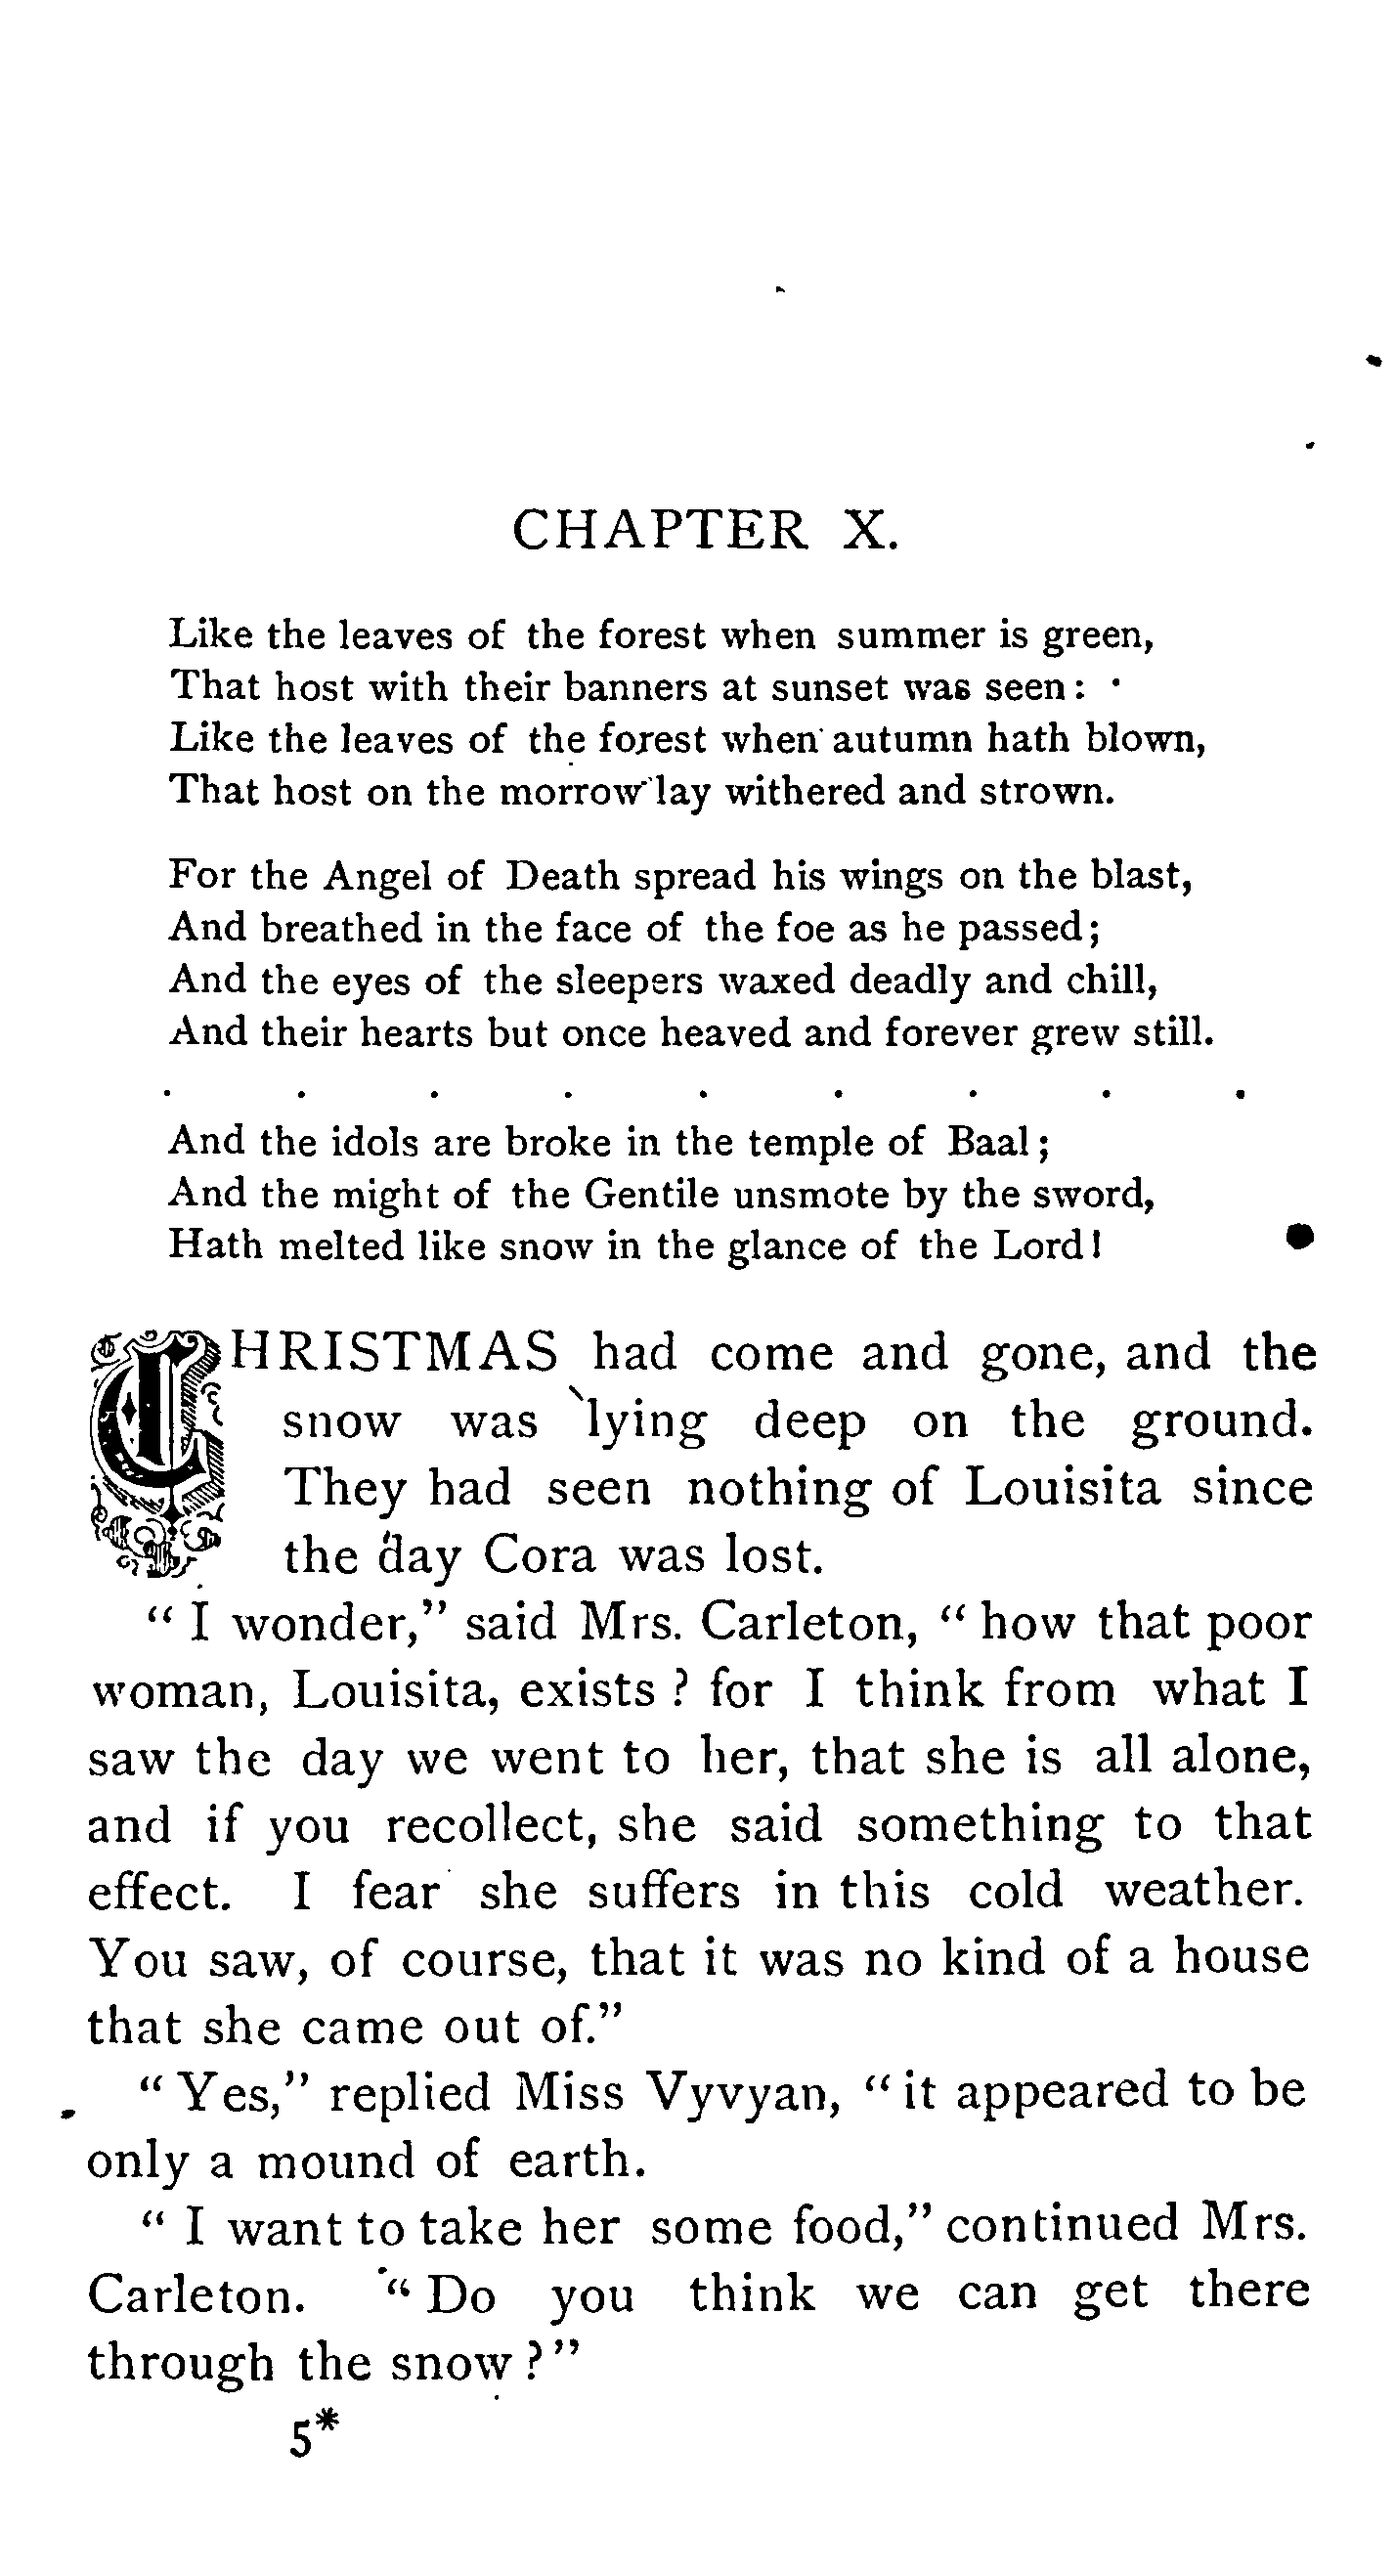 CHAPTER X.
Like the leaves of the forest when summer is green,
That host with their banners at sunset was seen:
Like the leaves of the forest when autumn hath blown,
That host on the morrow lay withered and strown.
For the Angel of Death spread his wings on the blast,
And breathed in the face of the foe as he passed;
And the eyes of the sleepers waxed deadly and chill,
And their hearts but once heaved and forever grew still.
. . . . . . . . .
And the idols are broke in the temple of Baal;
And the might of the Gentile unsmote by the sword,
Hath melted like snow in the glance of the Lord!
CHRISTMAS had come and gone, and the
snow was lying deep on the ground.
They had seen nothing of Louisita since
the day Cora was lost.
"I wonder," said Mrs. Carleton, "how that poor
woman, Louisita, exists? for I think from what I
saw the day we went to her, that she is all alone,
and if you recollect, she said something to that
effect. I fear she suffers in this cold weather.
You saw, of course, that it was no kind of a house
that she came out of."
"Yes," replied Miss Vyvyan, "it appeared to be
only a mound of earth.
"I want to take her some food," continued Mrs.
Carleton. "Do you think we can get there
through the snow?"
5*